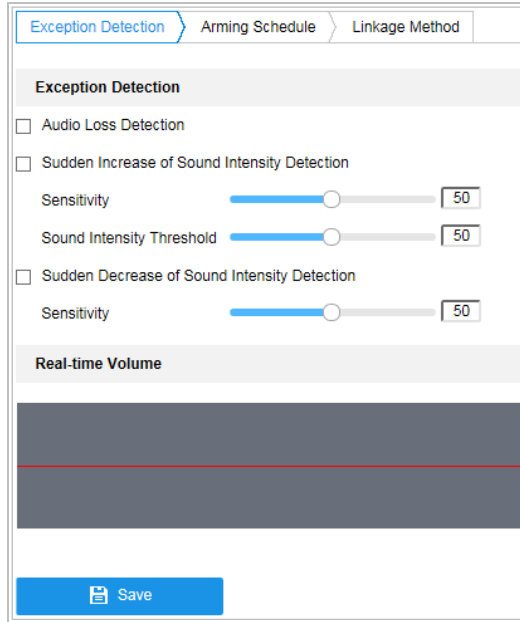 Exception Detection Arming Schedule Linkage Method
Exception Detection
Audio Loss Detection
Sudden Increase of Sound Intensity Detection
Sensitivity 50
Sound Intensity Threshold 50
Sudden Decrease of Sound Intensity Detection
Sensitivity 50
Real-time Volume
Save